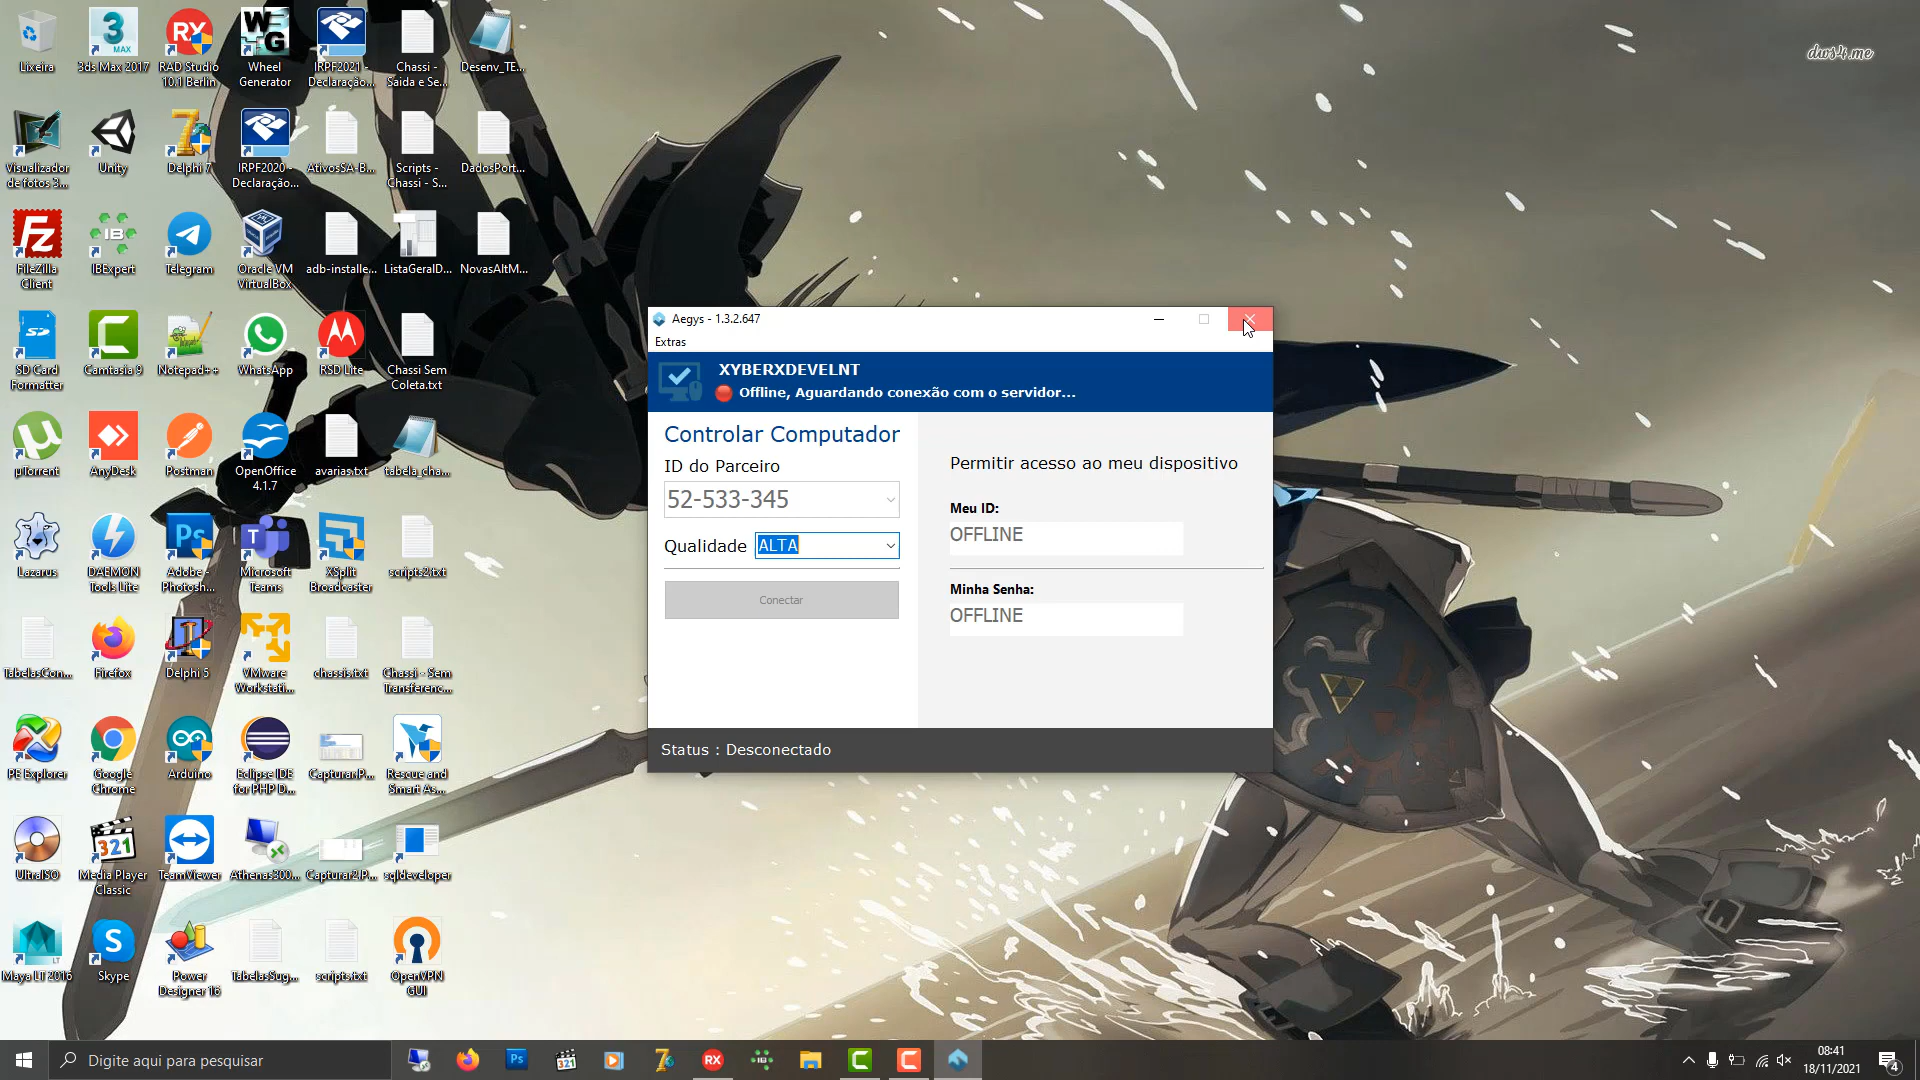 dws4.me
Lixeira
3ds Max 2017
RAD Studio
10.1 Berlin
Wheel
Generator
IRPF2021 -
Declaração...
Chassi -
Saida e Se...
Desenv_TE...
Visualizador
de fotos 3...
Unity
Delphi 7
IRPF2020 -
Declaração...
AtivosSA-B...
Scripts -
Chassi - S...
DadosPort...
FileZilla
Client
IBExpert
Telegram
Oracle VM
VirtualBox
adb-installe...
ListaGeralD...
NovasAltM...
SD Card
Formatter
Camtasia 9
Notepad++
WhatsApp
RSD Lite
Chassi Sem
Coleta.txt
µTorrent
AnyDesk
Postman
OpenOffice
4.1.7
avarias.txt
tabela_cha...
Lazarus
DAEMON
Tools Lite
Adobe -
Photosh...
Microsoft
Teams
XSplit
Broadcaster
scripts2.txt
TabelasCon...
Firefox
Delphi 5
VMware
Workstati...
chassis.txt
Chassi - Sem
Transferenc...
PE Explorer
Google
Chrome
Arduino
Eclipse IDE
for PHP D...
Capturar.P...
Rescue and
Smart As...
UltraISO
Media Player
Classic
TeamViewer
Athenas300...
Capturar2.P...
sqldeveloper
Maya LT 2016
Skype
Power
Designer 16
TabelasSug...
scripts.txt
OpenVPN
GUI
Aegys - 1.3.2.647
Extras
XYBERXDEVELNT
Offline, Aguardando conexão com o servidor...
Controlar Computador
ID do Parceiro
52-533-345
Qualidade ALTA
Conectar
Permitir acesso ao meu dispositivo
Meu ID:
OFFLINE
Minha Senha:
OFFLINE
Status : Desconectado
Digite aqui para pesquisar
08:41
18/11/2021
4